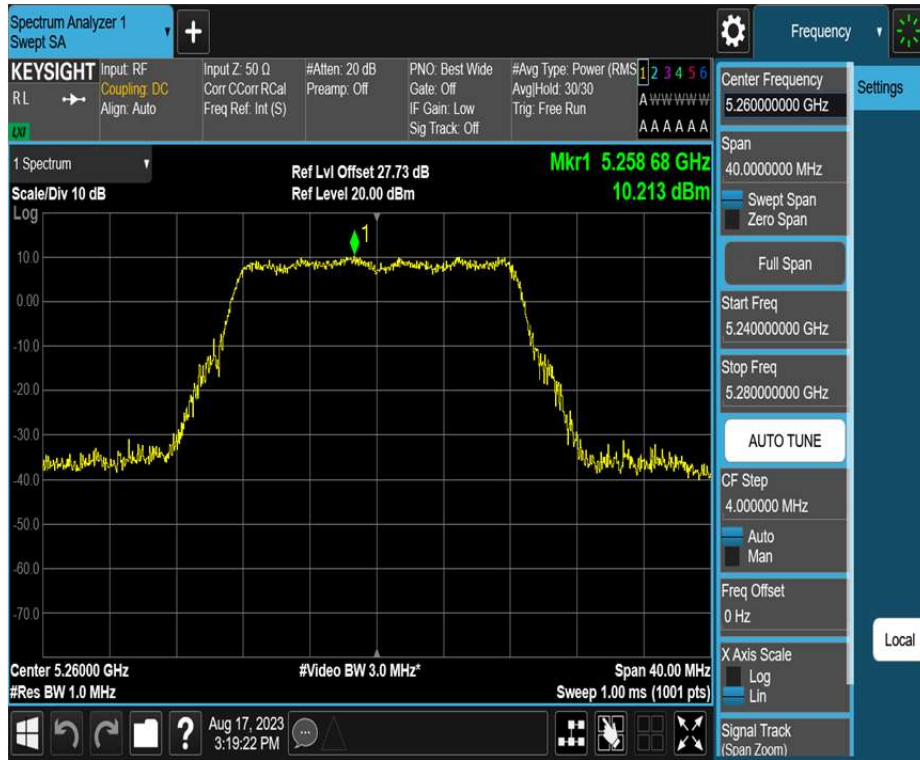 Spectrum Analyzer 1
Swept SA
+
Frequency
KEYSIGHT
RL
LXI
Input: RF
Coupling: DC
Align: Auto
Input Z: 50 Ω
Corr CCorr RCal
Freq Ref: Int (S)
#Atten: 20 dB
Preamp: Off
PNO: Best Wide
Gate: Off
IF Gain: Low
Sig Track: Off
#Avg Type: Power (RMS
Avg|Hold: 30/30
Trig: Free Run
1 2 3 4 5 6
A W W W W W
A A A A A A
1 Spectrum
Scale/Div 10 dB
Log
Ref Lvl Offset 27.73 dB
Ref Level 20.00 dBm
Mkr1 5.258 68 GHz
10.213 dBm
1
10.0
0.00
-10.0
-20.0
-30.0
-40.0
-50.0
-60.0
-70.0
Center 5.26000 GHz
#Res BW 1.0 MHz
#Video BW 3.0 MHz*
Span 40.00 MHz
Sweep 1.00 ms (1001 pts)
?
Aug 17, 2023
3:19:22 PM
Center Frequency
5.260000000 GHz
Span
40.0000000 MHz
Swept Span
Zero Span
Full Span
Start Freq
5.240000000 GHz
Stop Freq
5.280000000 GHz
AUTO TUNE
CF Step
4.000000 MHz
Auto
Man
Freq Offset
0 Hz
X Axis Scale
Log
Lin
Signal Track
(Span Zoom)
Settings
Local